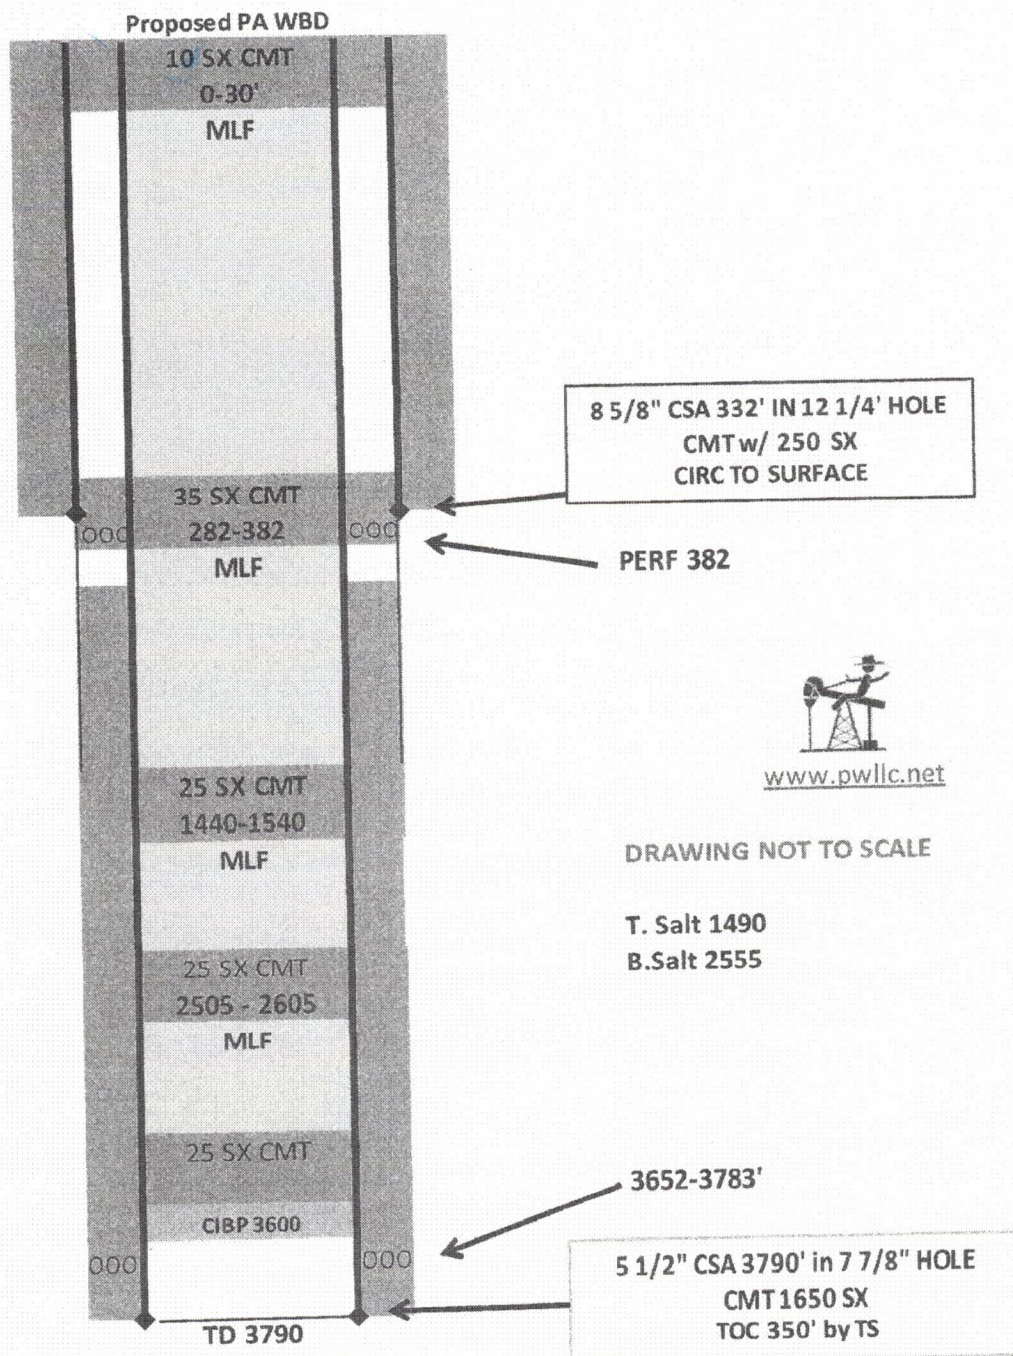 Proposed PA WBD
10 SX CMT
0-30'
MLF
8 5/8" CSA 332' IN 12 1/4' HOLE
CMT w/ 250 SX
CIRC TO SURFACE
35 SX CMT
282-382
OOO
OOO
MLF
PERF 382
www.pwllc.net
25 SX CMT
1440-1540
MLF
DRAWING NOT TO SCALE
T. Salt 1490
B.Salt 2555
25 SX CMT
2505 - 2605
MLF
25 SX CMT
3652-3783'
CIBP 3600
OOO
OOO
5 1/2" CSA 3790' in 7 7/8" HOLE
CMT 1650 SX
TOC 350' by TS
TD 3790